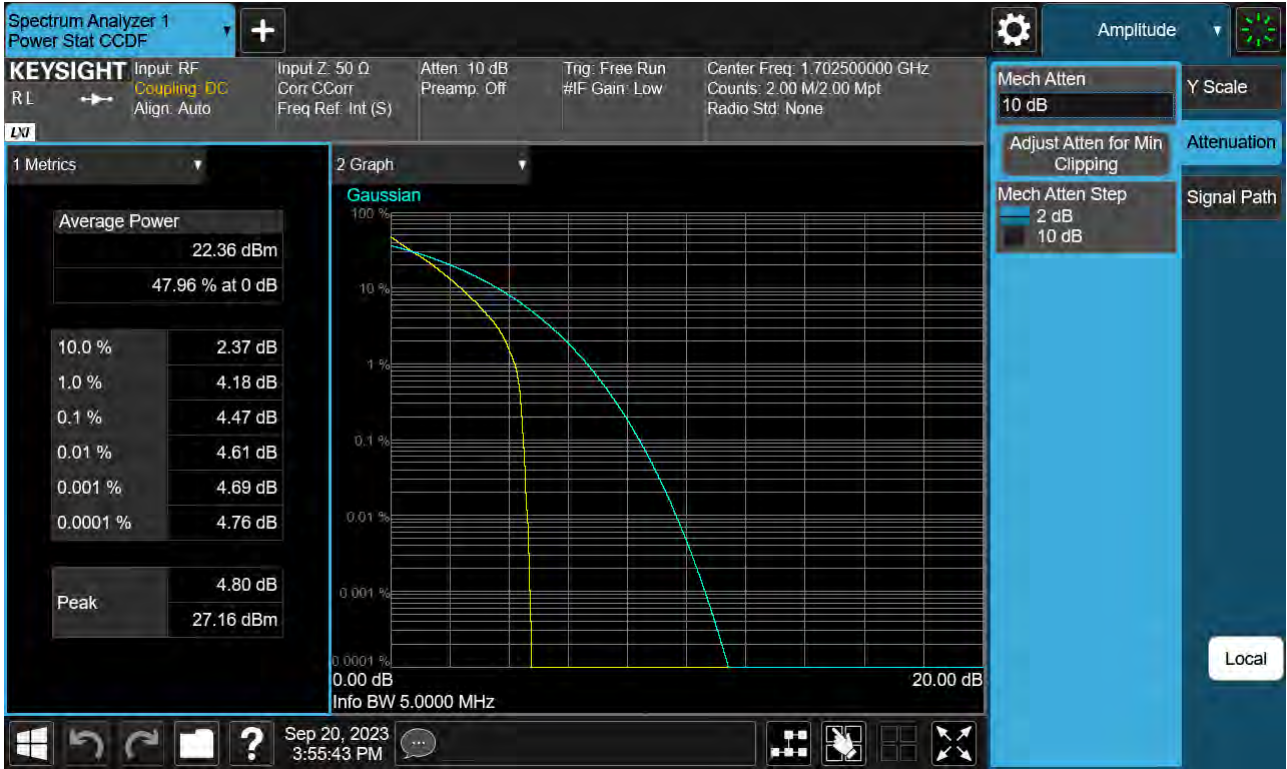 Spectrum Analyzer 1
Power Stat CCDF
Amplitude
KEYSIGHT
R L
LXI
Input: RF
Coupling: DC
Align: Auto
Input Z: 50 Ω
Corr CCorr
Freq Ref: Int (S)
Atten: 10 dB
Preamp: Off
Trig: Free Run
#IF Gain: Low
Center Freq: 1.702500000 GHz
Counts: 2.00 M/2.00 Mpt
Radio Std: None
1 Metrics
Average Power
22.36 dBm
47.96 % at 0 dB
10.0 % 2.37 dB
1.0 % 4.18 dB
0.1 % 4.47 dB
0.01 % 4.61 dB
0.001 % 4.69 dB
0.0001 % 4.76 dB
Peak
4.80 dB
27.16 dBm
2 Graph
Gaussian
100 %
10 %
1 %
0.1 %
0.01 %
0.001 %
0.0001 %
0.00 dB 20.00 dB
Info BW 5.0000 MHz
Mech Atten
10 dB
Adjust Atten for Min
Clipping
Mech Atten Step
2 dB
10 dB
Y Scale
Attenuation
Signal Path
Local
?
Sep 20, 2023
3:55:43 PM